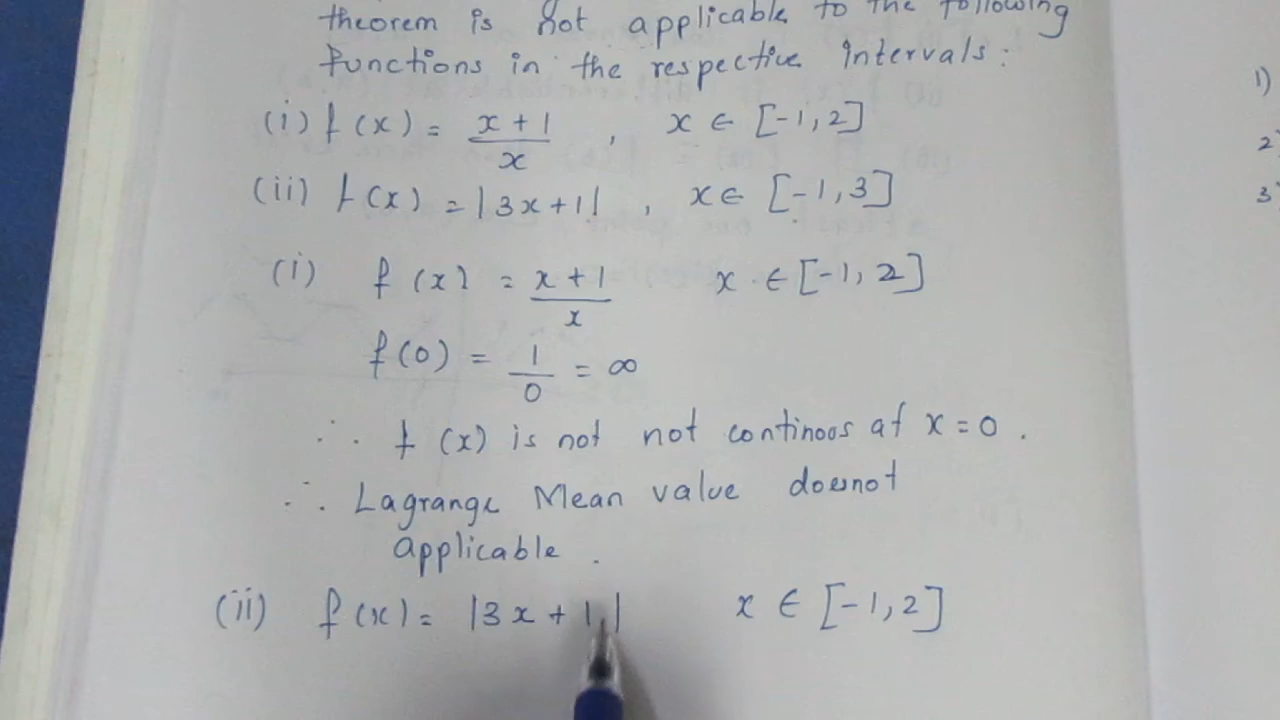 theorem is not applicable to the following
functions in the respective intervals :
(i) f(x) = x+1/x , x ∈ [-1, 2]
(ii) f(x) = |3x+1| , x ∈ [-1, 3]
(i) f(x) = x+1/x x ∈ [-1, 2]
f(0) = 1/0 = ∞
∴ f(x) is not not continoos at x = 0 .
∴ Lagrange Mean value doesnot
applicable .
(ii) f(x) = |3x+1| x ∈ [-1, 2]
1)
2
3